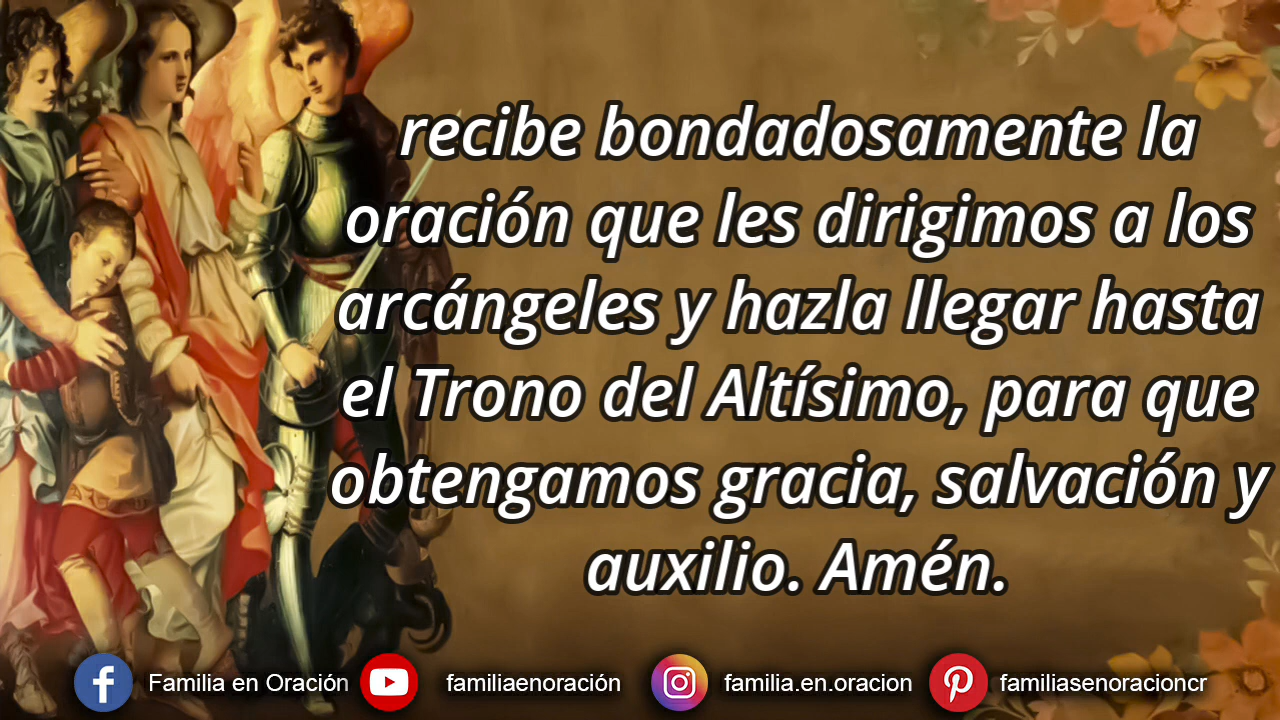 recibe bondadosamente la
oración que les dirigimos a los
arcángeles y hazla llegar hasta
el Trono del Altísimo, para que
obtengamos gracia, salvación y
auxilio. Amén.
Familia en Oración familiaenoración familia.en.oracion familiasenoracioncr